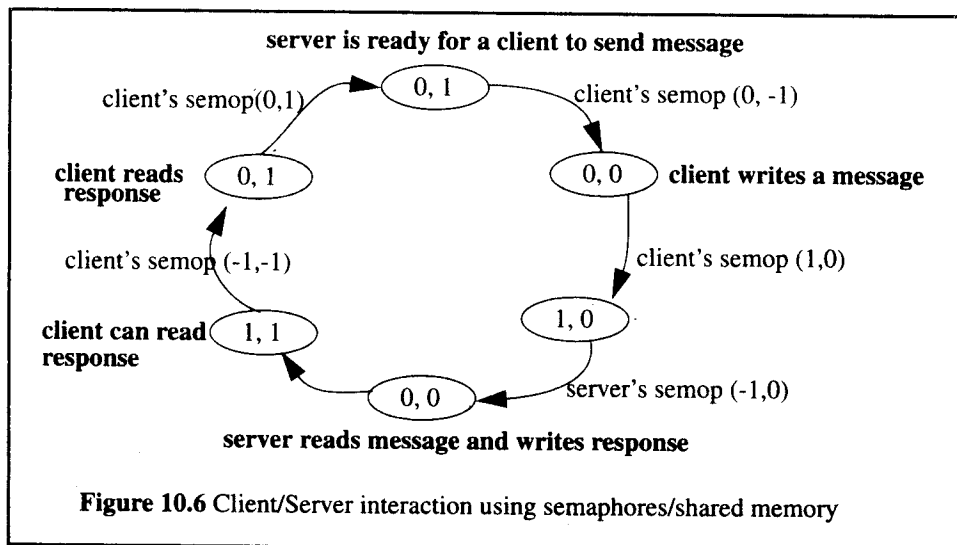 server is ready for a client to send message
0, 1
client's semop(0,1)
client's semop (0, -1)
client reads
response
0, 1
0, 0
client writes a message
client's semop (-1,-1)
client's semop (1,0)
client can read
response
1, 1
1, 0
0, 0
server's semop (-1,0)
server reads message and writes response
Figure 10.6 Client/Server interaction using semaphores/shared memory